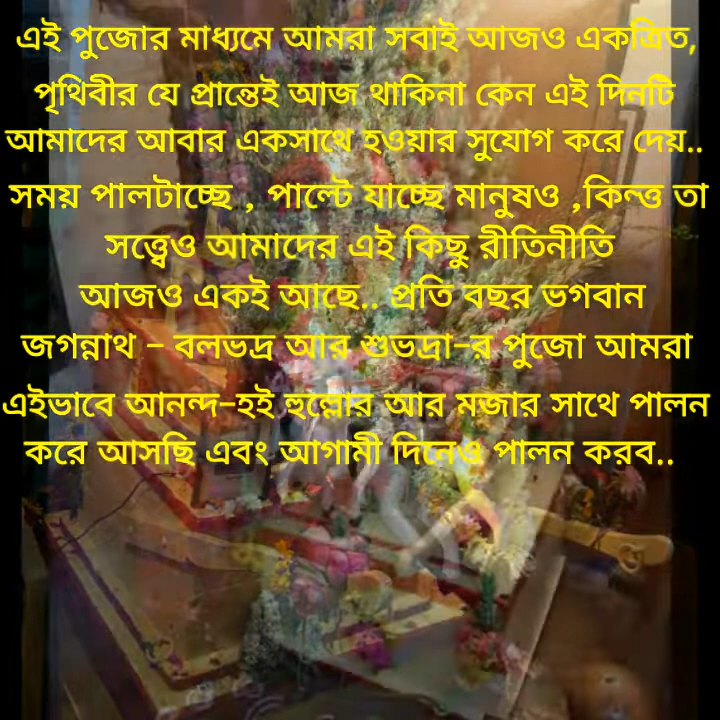 এই পুজোর মাধ্যমে আমরা সবাই আজও একত্রিত,
পৃথিবীর যে প্রান্তেই আজ থাকিনা কেন এই দিনটি
আমাদের আবার একসাথে হওয়ার সুযোগ করে দেয়..
সময় পালটাচ্ছে , পাল্টে যাচ্ছে মানুষও ,কিন্ত্ত তা
সত্ত্বেও আমাদের এই কিছু রীতিনীতি
আজও একই আছে.. প্রতি বছর ভগবান
জগন্নাথ - বলভদ্র আর শুভদ্রা-র পুজো আমরা
এইভাবে আনন্দ-হই হুল্লোর আর মজার সাথে পালন
করে আসছি এবং আগামী দিনেও পালন করব..